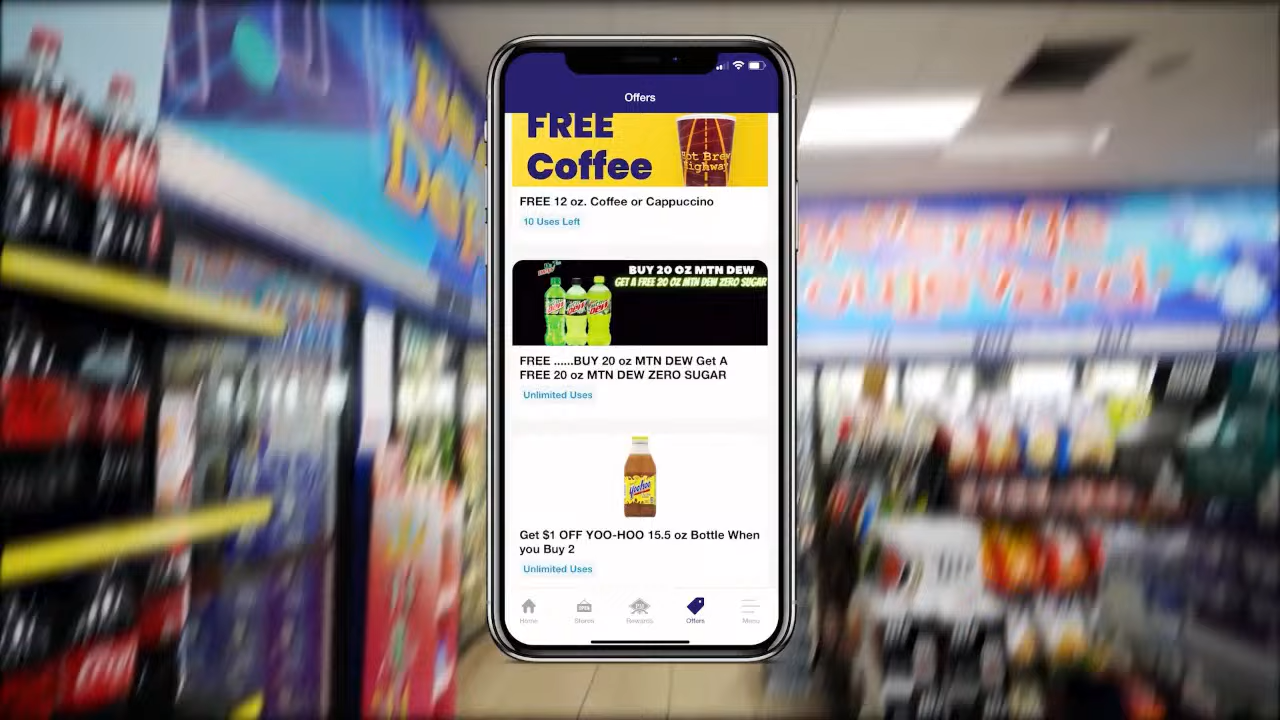 Offers
FREE
Coffee
Hot Brew
Highway
FREE 12 oz. Coffee or Cappuccino
10 Uses Left
BUY 20 OZ MTN DEW
GET A FREE 20 OZ MTN DEW ZERO SUGAR
FREE ......BUY 20 oz MTN DEW Get A
FREE 20 oz MTN DEW ZERO SUGAR
Unlimited Uses
Yoo-hoo
Get $1 OFF YOO-HOO 15.5 oz Bottle When
you Buy 2
Unlimited Uses
Home
Stores
Rewards
Offers
Menu